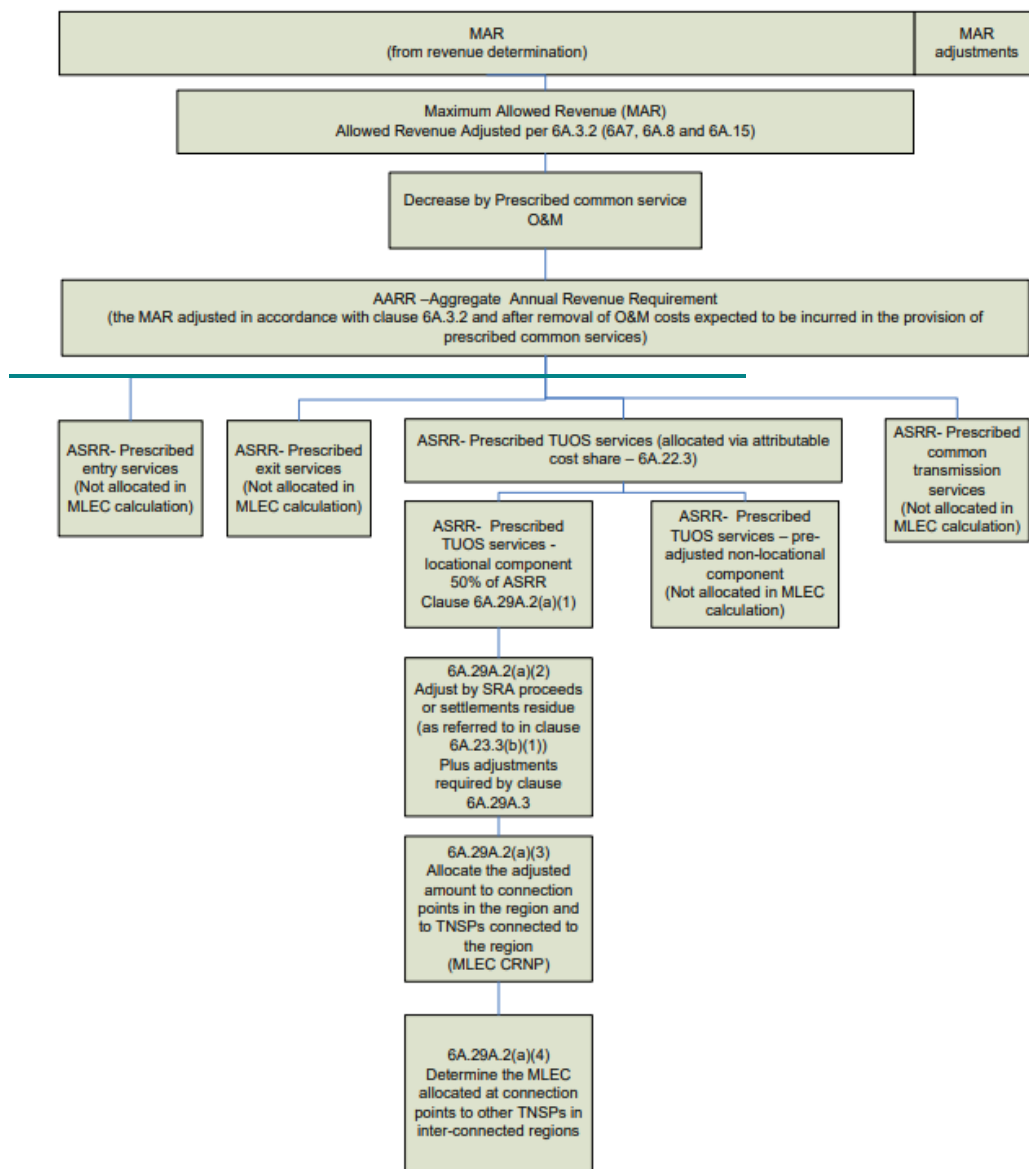 MAR
(from revenue determination)
MAR
adjustments
Maximum Allowed Revenue (MAR)
Allowed Revenue Adjusted per 6A.3.2 (6A7, 6A.8 and 6A.15)
Decrease by Prescribed common service
O&M
AARR –Aggregate Annual Revenue Requirement
(the MAR adjusted in accordance with clause 6A.3.2 and after removal of O&M costs expected to be incurred in the provision of
prescribed common services)
ASRR- Prescribed
entry services
(Not allocated in
MLEC calculation)
ASRR- Prescribed
exit services
(Not allocated in
MLEC calculation)
ASRR- Prescribed TUOS services (allocated via attributable
cost share – 6A.22.3)
ASRR- Prescribed
common
transmission
services
(Not allocated in
MLEC calculation)
ASRR- Prescribed
TUOS services -
locational component
50% of ASRR
Clause 6A.29A.2(a)(1)
ASRR- Prescribed
TUOS services – pre-
adjusted non-locational
component
(Not allocated in MLEC
calculation)
6A.29A.2(a)(2)
Adjust by SRA proceeds
or settlements residue
(as referred to in clause
6A.23.3(b)(1))
Plus adjustments
required by clause
6A.29A.3
6A.29A.2(a)(3)
Allocate the adjusted
amount to connection
points in the region and
to TNSPs connected to
the region
(MLEC CRNP)
6A.29A.2(a)(4)
Determine the MLEC
allocated at connection
points to other TNSPs in
inter-connected regions